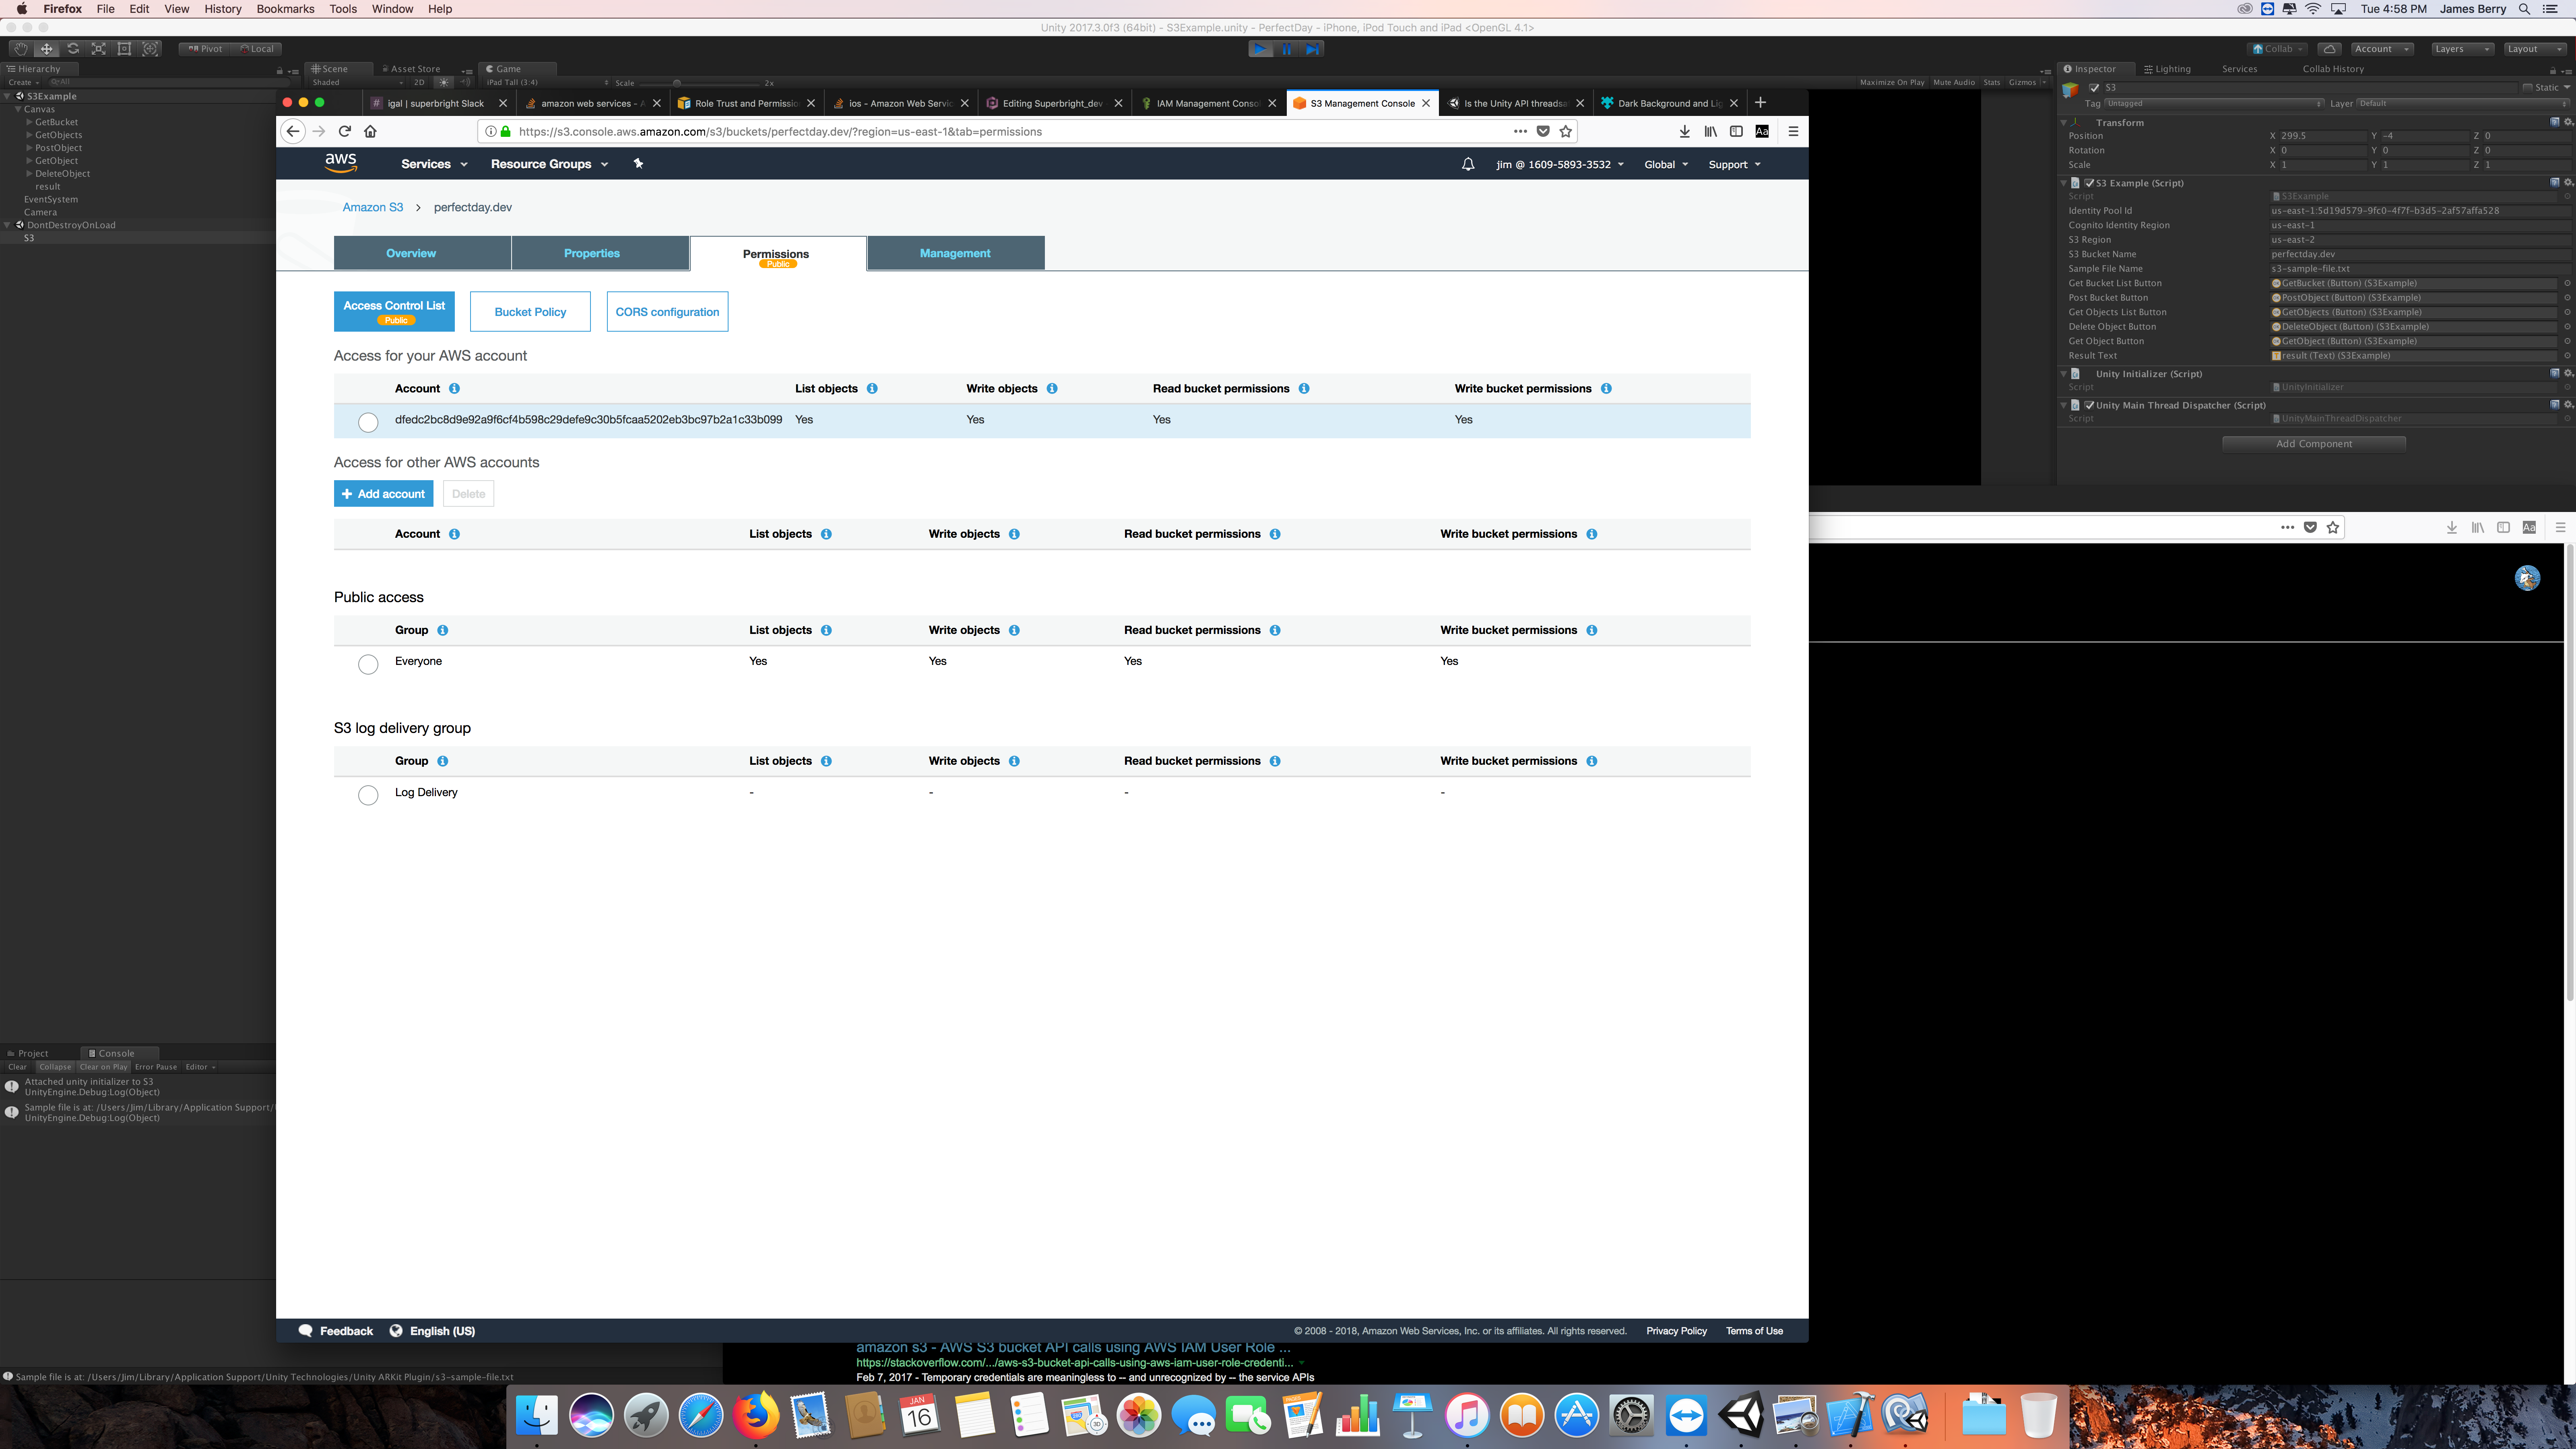 Firefox File Edit View History Bookmarks Tools Window Help Tue 4:58 PM James Berry
Unity 2017.3.0f3 (64bit) - S3Example.unity - PerfectDay - iPhone, iPod Touch and iPad <OpenGL 4.1>
Pivot Local Collab Account Layers Layout
Hierarchy Scene Asset Store Game Inspector Lighting Services Collab History
Create All Shaded 2D iPad Tall (3:4) Scale 2x Maximize On Play Mute Audio Stats Gizmos
S3Example
Canvas
GetBucket
GetObjects
PostObject
GetObject
DeleteObject
result
EventSystem
Camera
DontDestroyOnLoad
S3
igal | superbright Slack
amazon web services - A
Role Trust and Permissio
ios - Amazon Web Servic
Editing Superbright_dev
IAM Management Consol
S3 Management Console
Is the Unity API threadsa
Dark Background and Lig
https://s3.console.aws.amazon.com/s3/buckets/perfectday.dev/?region=us-east-1&tab=permissions
aws Services Resource Groups jim @ 1609-5893-3532 Global Support
Amazon S3 > perfectday.dev
Overview Properties Permissions Management
Public
Access Control List Bucket Policy CORS configuration
Public
Access for your AWS account
Account List objects Write objects Read bucket permissions Write bucket permissions
dfedc2bc8d9e92a9f6cf4b598c29defe9c30b5fcaa5202eb3bc97b2a1c33b099 Yes Yes Yes Yes
Access for other AWS accounts
+ Add account Delete
Account List objects Write objects Read bucket permissions Write bucket permissions
Public access
Group List objects Write objects Read bucket permissions Write bucket permissions
Everyone Yes Yes Yes Yes
S3 log delivery group
Group List objects Write objects Read bucket permissions Write bucket permissions
Log Delivery - - - -
Feedback English (US) © 2008 - 2018, Amazon Web Services, Inc. or its affiliates. All rights reserved. Privacy Policy Terms of Use
S3 Static
Tag Untagged Layer Default
Transform
Position X 299.5 Y -4 Z 0
Rotation X 0 Y 0 Z 0
Scale X 1 Y 1 Z 1
S3 Example (Script)
Script S3Example
Identity Pool Id us-east-1:5d19d579-9fc0-4f7f-b3d5-2af57affa528
Cognito Identity Region us-east-1
S3 Region us-east-2
S3 Bucket Name perfectday.dev
Sample File Name s3-sample-file.txt
Get Bucket List Button GetBucket (Button) (S3Example)
Post Bucket Button PostObject (Button) (S3Example)
Get Objects List Button GetObjects (Button) (S3Example)
Delete Object Button DeleteObject (Button) (S3Example)
Get Object Button GetObject (Button) (S3Example)
Result Text result (Text) (S3Example)
Unity Initializer (Script)
Script UnityInitializer
Unity Main Thread Dispatcher (Script)
Script UnityMainThreadDispatcher
Add Component
Project Console
Clear Collapse Clear on Play Error Pause Editor
Attached unity initializer to S3
UnityEngine.Debug:Log(Object)
Sample file is at: /Users/Jim/Library/Application Support/
UnityEngine.Debug:Log(Object)
amazon s3 - AWS S3 bucket API calls using AWS IAM User Role ...
https://stackoverflow.com/.../aws-s3-bucket-api-calls-using-aws-iam-user-role-credenti...
Feb 7, 2017 - Temporary credentials are meaningless to -- and unrecognized by -- the service APIs
Sample file is at: /Users/Jim/Library/Application Support/Unity Technologies/Unity ARKit Plugin/s3-sample-file.txt
JAN
16